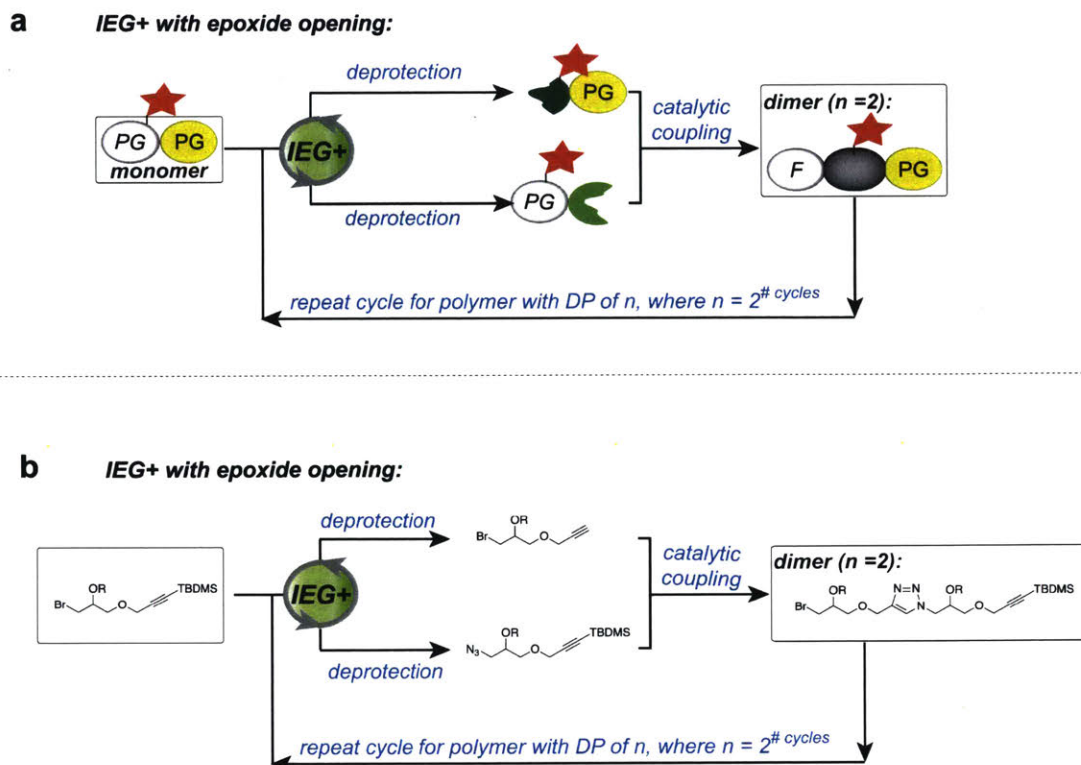 a IEG+ with epoxide opening:
deprotection
PG
PG PG
monomer
IEG+
catalytic
coupling
dimer (n =2):
F PG
deprotection
PG
repeat cycle for polymer with DP of n, where n = 2# cycles
b IEG+ with epoxide opening:
deprotection
OR
Br O
catalytic
coupling
dimer (n=2):
OR
Br O TBDMS
IEG+
OR N=N OR
Br O N O TBDMS
deprotection
OR
N3 O TBDMS
repeat cycle for polymer with DP of n, where n = 2# cycles